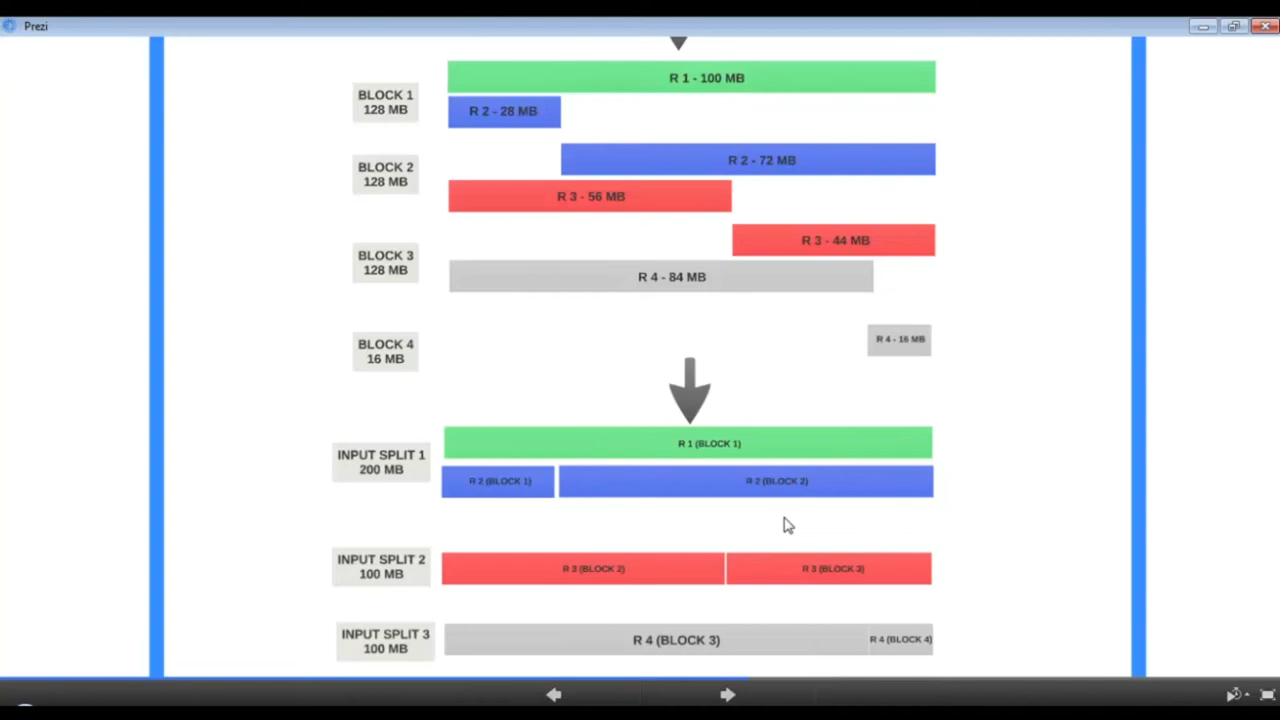 Prezi
R 1 - 100 MB
BLOCK 1
128 MB
R 2 - 28 MB
R 2 - 72 MB
BLOCK 2
128 MB
R 3 - 56 MB
R 3 - 44 MB
BLOCK 3
128 MB
R 4 - 84 MB
R 4 - 16 MB
BLOCK 4
16 MB
R 1 (BLOCK 1)
INPUT SPLIT 1
200 MB
R 2 (BLOCK 1)
R 2 (BLOCK 2)
INPUT SPLIT 2
100 MB
R 3 (BLOCK 2)
R 3 (BLOCK 3)
INPUT SPLIT 3
100 MB
R 4 (BLOCK 3)
R 4 (BLOCK 4)